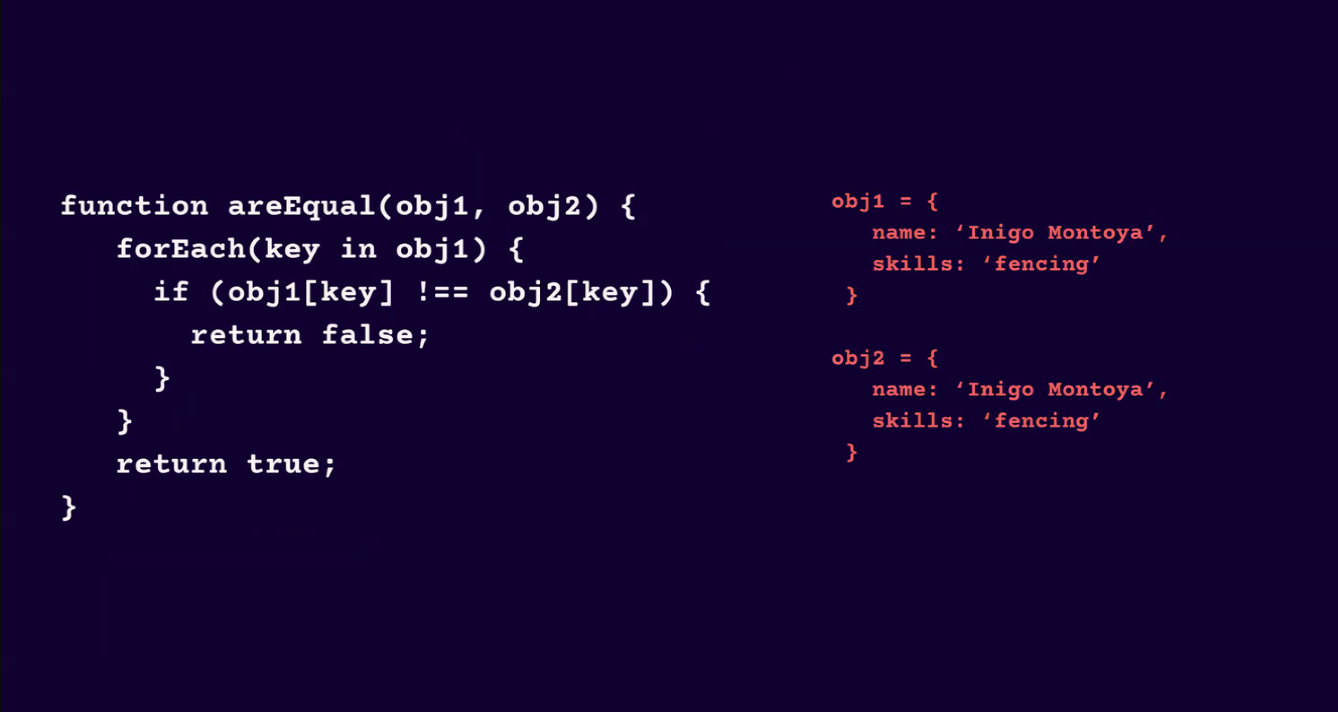 function areEqual(obj1, obj2) {
forEach(key in obj1) {
if (obj1[key] !== obj2[key]) {
return false;
}
}
return true;
}
obj1 = {
name: ‘Inigo Montoya’,
skills: ‘fencing’
}
obj2 = {
name: ‘Inigo Montoya’,
skills: ‘fencing’
}